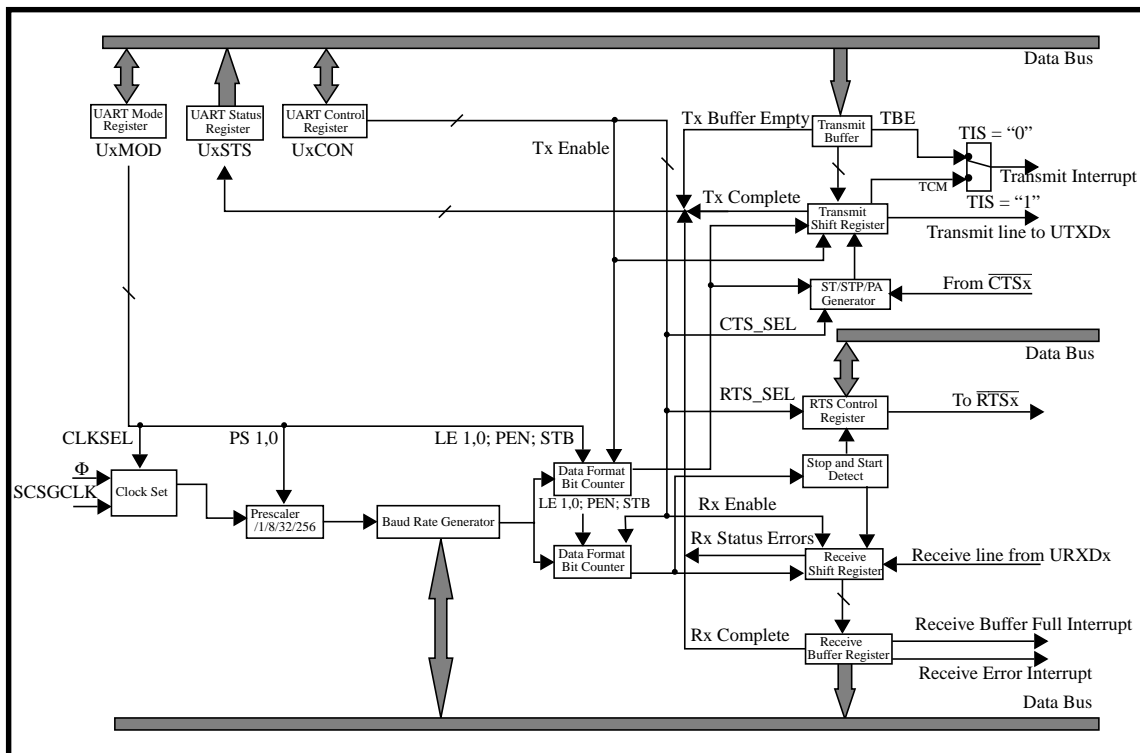 Data Bus
UART Mode
Register
UxMOD
UART Status
Register
UxSTS
UART Control
Register
UxCON
Tx Enable
Tx Buffer Empty
Transmit
Buffer
TBE
TIS = “0”
Transmit Interrupt
TCM
TIS = “1”
Tx Complete
Transmit
Shift Register
Transmit line to UTXDx
ST/STP/PA
Generator
From CTSx
CTS_SEL
Data Bus
RTS_SEL
RTS Control
Register
To RTSx
CLKSEL
PS 1,0
LE 1,0; PEN; STB
Φ
SCSGCLK
Clock Set
Prescaler
/1/8/32/256
Baud Rate Generator
Data Format
Bit Counter
LE 1,0; PEN; STB
Data Format
Bit Counter
Stop and Start
Detect
Rx Enable
Rx Status Errors
Receive
Shift Register
Receive line from URXDx
Rx Complete
Receive
Buffer Register
Receive Buffer Full Interrupt
Receive Error Interrupt
Data Bus